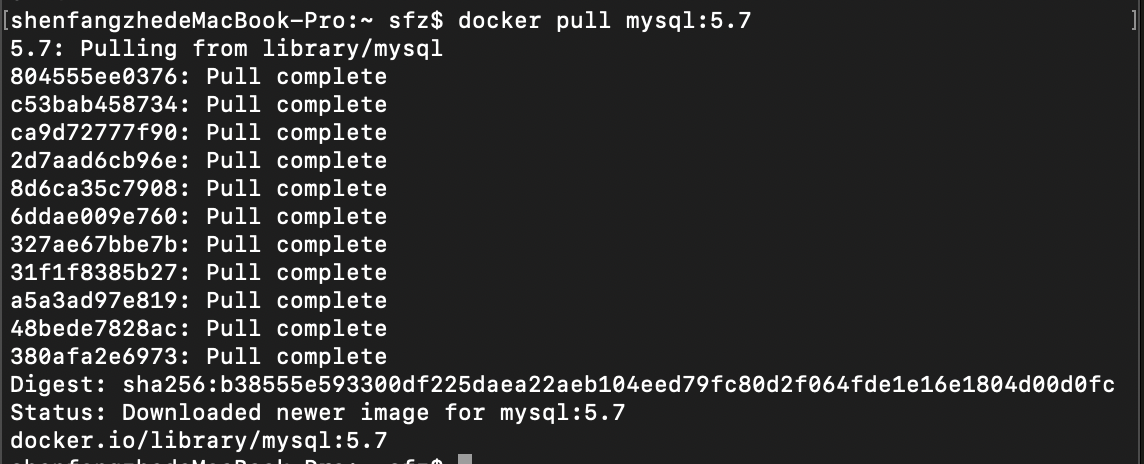 [shenfangzhedeMacBook-Pro:~ sfz$ docker pull mysql:5.7 ]
5.7: Pulling from library/mysql
804555ee0376: Pull complete
c53bab458734: Pull complete
ca9d72777f90: Pull complete
2d7aad6cb96e: Pull complete
8d6ca35c7908: Pull complete
6ddae009e760: Pull complete
327ae67bbe7b: Pull complete
31f1f8385b27: Pull complete
a5a3ad97e819: Pull complete
48bede7828ac: Pull complete
380afa2e6973: Pull complete
Digest: sha256:b38555e593300df225daea22aeb104eed79fc80d2f064fde1e16e1804d00d0fc
Status: Downloaded newer image for mysql:5.7
docker.io/library/mysql:5.7
shenfangzhedeMacBook-Pro:~ sfz$